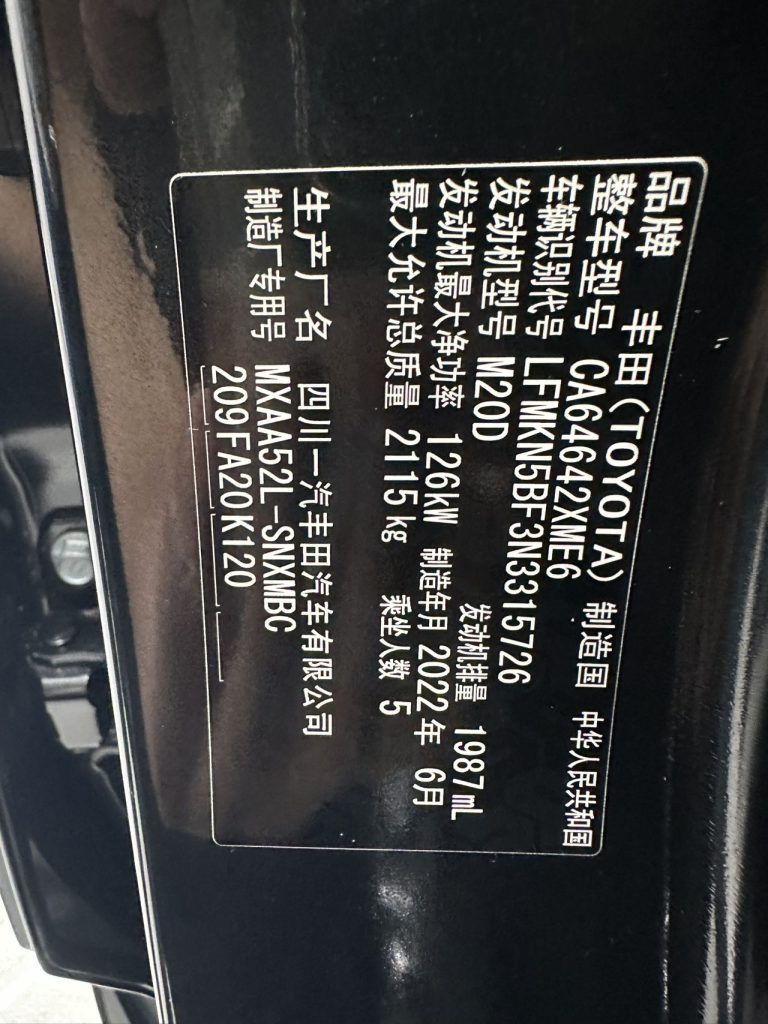 品牌 丰田(TOYOTA) 制造国 中华人民共和国
整车型号 CA64642XME6
车辆识别代号 LFMKN5BF3N3315726
发动机型号 M20D 发动机排量 1987mL
发动机最大净功率 126kW 制造年月 2022年 6月
最大允许总质量 2115kg 乘坐人数 5
生产厂名 四川一汽丰田汽车有限公司
制造厂专用号 MXAA52L-SNXMBC
209FA20K120